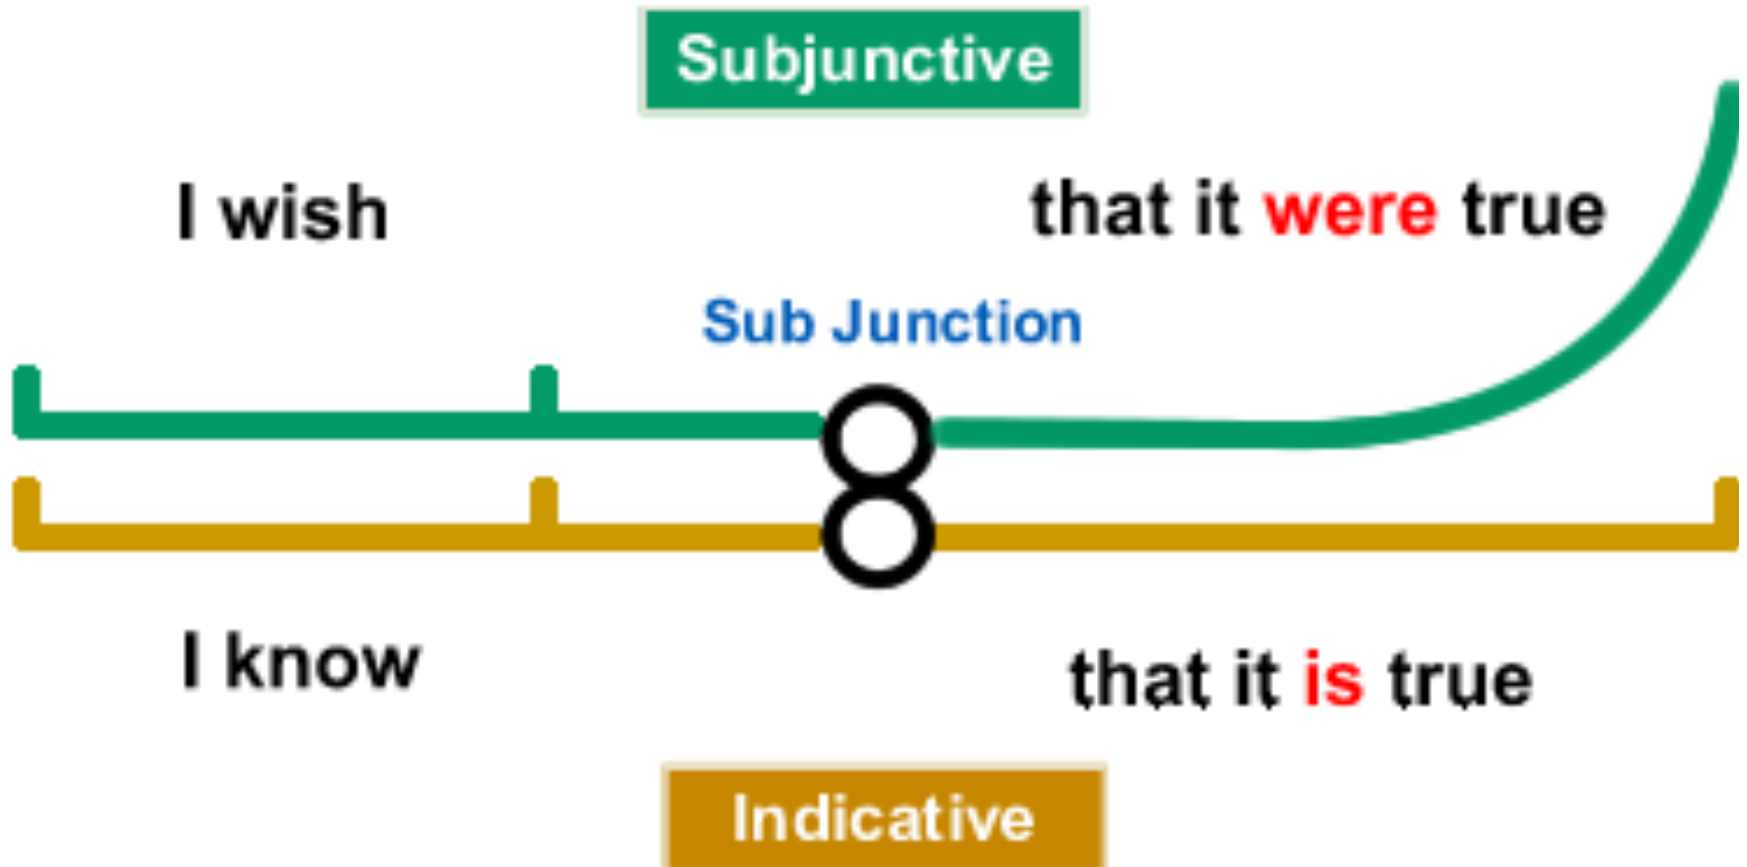 Subjunctive
I wish
that it were true
Sub Junction
I know
that it is true
Indicative